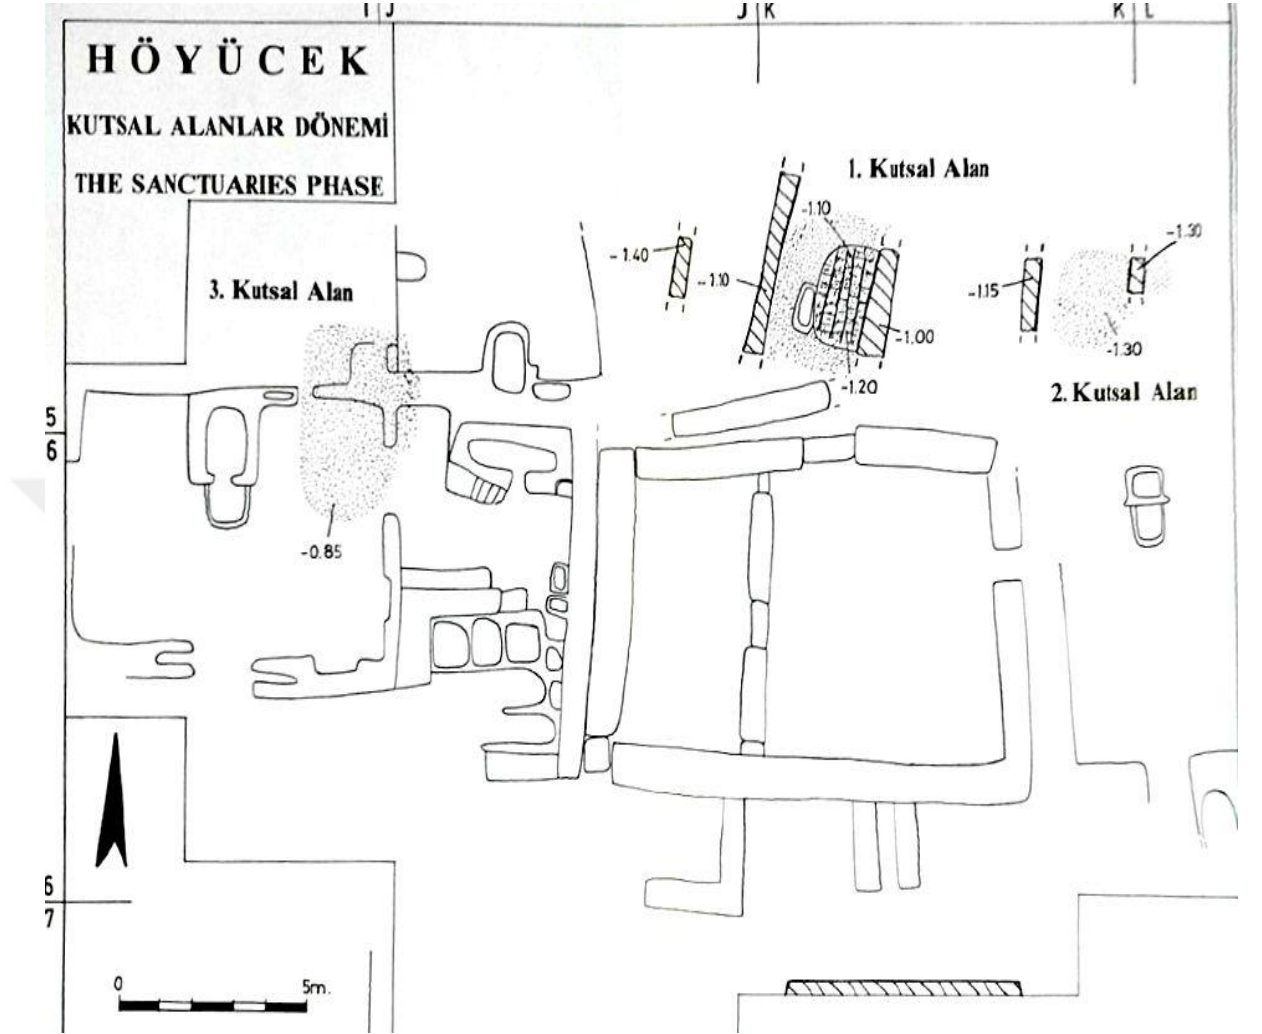 I J
J K
K L
HÖYÜCEK
KUTSAL ALANLAR DÖNEMİ
THE SANCTUARIES PHASE
1. Kutsal Alan
-1.10
-1.30
-1.40
-1.10
-1.15
3. Kutsal Alan
-1.00
-1.30
-1.20
2. Kutsal Alan
5
6
-0.85
6
7
0 5m.